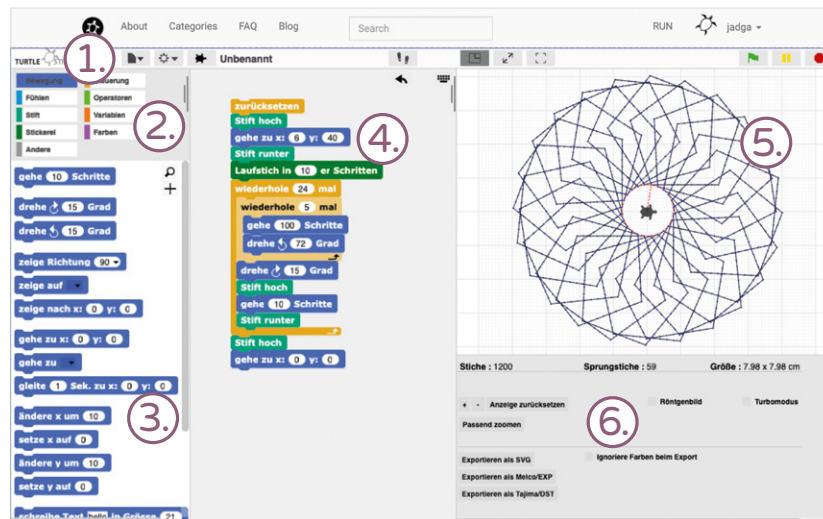 About Categories FAQ Blog Search RUN jadga
TURTLE
1.
Unbenannt
Bewegung
Fühlen Operatoren
Stift Variablen
Stickerei Farben
Andere
2.
gehe 10 Schritte
drehe 15 Grad
drehe 15 Grad
zeige Richtung 90
zeige auf
zeige nach x: 0 y: 0
gehe zu x: 0 y: 0
gehe zu
gleite 1 Sek. zu x: 0 y: 0
ändere x um 10
setze x auf 0
ändere y um 10
setze y auf 0
schreibe Text hello in Grösse 21
3.
zurücksetzen
Stift hoch
gehe zu x: 6 y: 40
Stift runter
Laufstich in 10 er Schritten
wiederhole 24 mal
wiederhole 5 mal
gehe 100 Schritte
drehe 72 Grad
drehe 15 Grad
Stift hoch
gehe 10 Schritte
Stift runter
Stift hoch
gehe zu x: 0 y: 0
4.
5.
Stiche : 1200 Sprungstiche : 59 Größe : 7.98 x 7.98 cm
+ - Anzeige zurücksetzen Röntgenbild Turbomodus
Passend zoomen
6.
Exportieren als SVG Ignoriere Farben beim Export
Exportieren als Melco/EXP
Exportieren als Tajima/DST